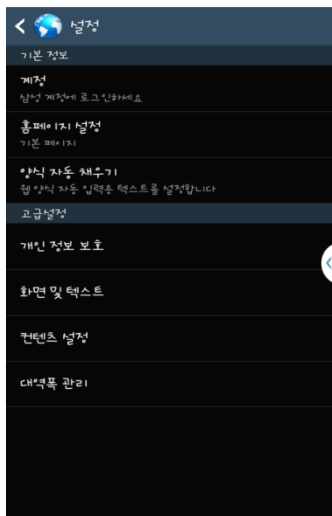 설정
기본 정보
계정
삼성 계정에 로그인하세요
홈페이지 설정
기본 페이지
양식 자동 채우기
웹 양식 자동 입력용 텍스트를 설정합니다
고급설정
개인 정보 보호
화면 및 텍스트
컨텐츠 설정
대역폭 관리